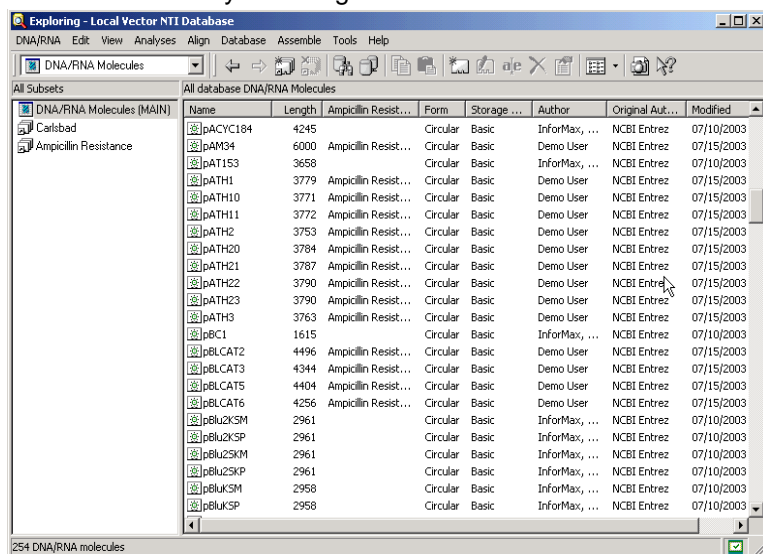 Exploring - Local Vector NTI Database
DNA/RNA Edit View Analyses Align Database Assemble Tools Help
DNA/RNA Molecules
All Subsets
All database DNA/RNA Molecules
DNA/RNA Molecules (MAIN)
Carlsbad
Ampicillin Resistance
Name Length Ampicillin Resist... Form Storage ... Author Original Aut... Modified
pACYC184 4245 Circular Basic InforMax, ... NCBI Entrez 07/10/2003
pAM34 6000 Ampicillin Resist... Circular Basic Demo User NCBI Entrez 07/15/2003
pAT153 3658 Circular Basic InforMax, ... NCBI Entrez 07/10/2003
pATH1 3779 Ampicillin Resist... Circular Basic Demo User NCBI Entrez 07/15/2003
pATH10 3771 Ampicillin Resist... Circular Basic Demo User NCBI Entrez 07/15/2003
pATH11 3772 Ampicillin Resist... Circular Basic Demo User NCBI Entrez 07/15/2003
pATH2 3753 Ampicillin Resist... Circular Basic Demo User NCBI Entrez 07/15/2003
pATH20 3784 Ampicillin Resist... Circular Basic Demo User NCBI Entrez 07/15/2003
pATH21 3787 Ampicillin Resist... Circular Basic Demo User NCBI Entrez 07/15/2003
pATH22 3790 Ampicillin Resist... Circular Basic Demo User NCBI Entrez 07/15/2003
pATH23 3790 Ampicillin Resist... Circular Basic Demo User NCBI Entrez 07/15/2003
pATH3 3763 Ampicillin Resist... Circular Basic Demo User NCBI Entrez 07/15/2003
pBC1 1615 Circular Basic InforMax, ... NCBI Entrez 07/10/2003
pBLCAT2 4496 Ampicillin Resist... Circular Basic Demo User NCBI Entrez 07/15/2003
pBLCAT3 4344 Ampicillin Resist... Circular Basic Demo User NCBI Entrez 07/15/2003
pBLCAT5 4404 Ampicillin Resist... Circular Basic Demo User NCBI Entrez 07/15/2003
pBLCAT6 4256 Ampicillin Resist... Circular Basic Demo User NCBI Entrez 07/15/2003
pBlu2KSM 2961 Circular Basic InforMax, ... NCBI Entrez 07/10/2003
pBlu2KSP 2961 Circular Basic InforMax, ... NCBI Entrez 07/10/2003
pBlu2SKM 2961 Circular Basic InforMax, ... NCBI Entrez 07/10/2003
pBlu2SKP 2961 Circular Basic InforMax, ... NCBI Entrez 07/10/2003
pBluKSM 2958 Circular Basic InforMax, ... NCBI Entrez 07/10/2003
pBluKSP 2958 Circular Basic InforMax, ... NCBI Entrez 07/10/2003
254 DNA/RNA molecules